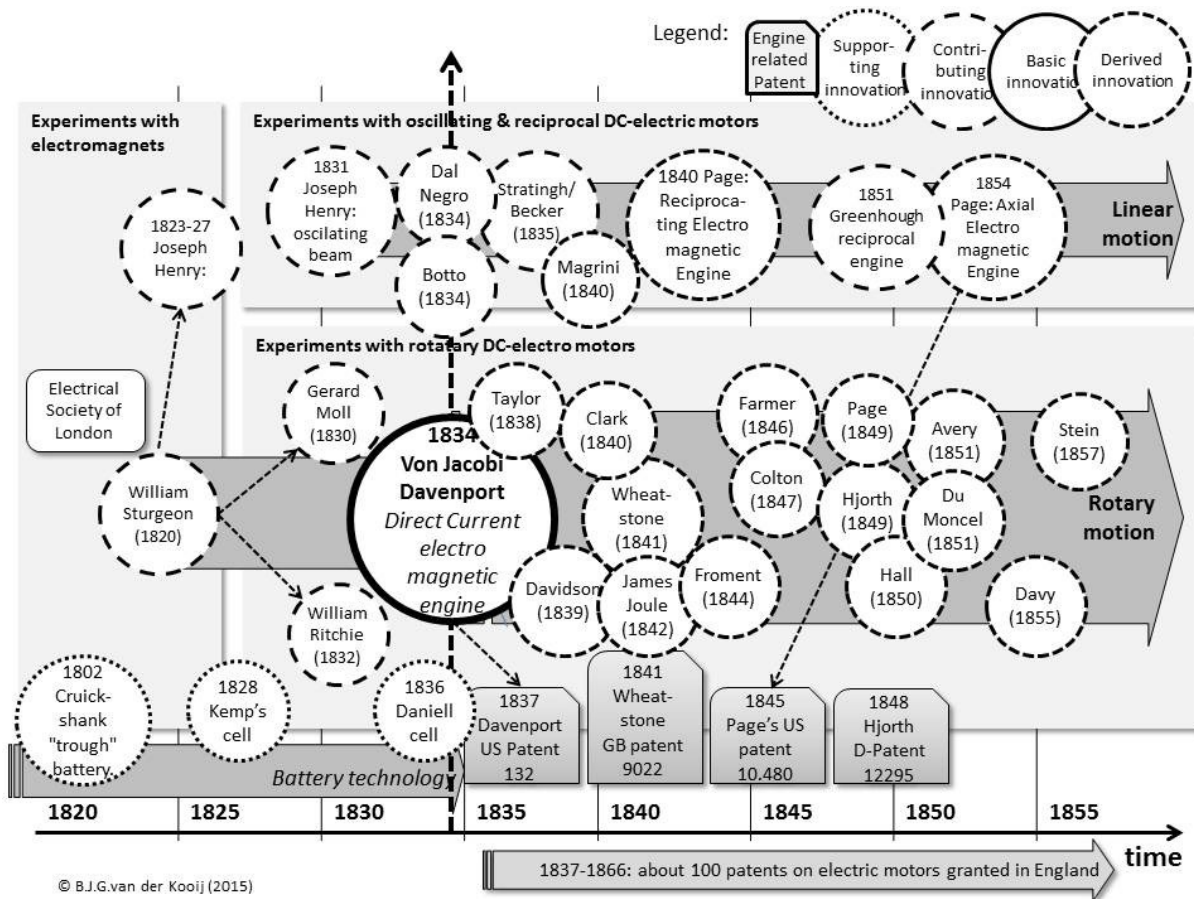 Legend:
Engine
related
Patent
Suppor-
ting
innovation
Contri-
buting
innovatio
Basic
innovatio
Derived
innovation
Experiments with
electromagnets
Experiments with oscillating & reciprocal DC-electric motors
1823-27
Joseph
Henry:
1831
Joseph
Henry:
oscilating
beam
Dal
Negro
(1834)
Botto
(1834)
Stratingh/
Becker
(1835)
Magrini
(1840)
1840 Page:
Reciproca-
ting Electro
magnetic
Engine
1851
Greenhough
reciprocal
engine
1854
Page: Axial
Electro
magnetic
Engine
Linear
motion
Experiments with rotatary DC-electro motors
Electrical
Society of
London
William
Sturgeon
(1820)
Gerard
Moll
(1830)
William
Ritchie
(1832)
1834
Von Jacobi
Davenport
Direct Current
electro
magnetic
engine
Taylor
(1838)
Clark
(1840)
Wheat-
stone
(1841)
Davidson
(1839)
James
Joule
(1842)
Froment
(1844)
Farmer
(1846)
Colton
(1847)
Page
(1849)
Hjorth
(1849)
Hall
(1850)
Avery
(1851)
Du
Moncel
(1851)
Stein
(1857)
Davy
(1855)
Rotary
motion
1802
Cruick-
shank
"trough"
battery.
1828
Kemp's
cell
1836
Daniell
cell
Battery technology
1837
Davenport
US Patent
132
1841
Wheat-
stone
GB patent
9022
1845
Page's US
patent
10.480
1848
Hjorth
D-Patent
12295
1820 1825 1830 1835 1840 1845 1850 1855
time
1837-1866: about 100 patents on electric motors granted in England
© B.J.G.van der Kooij (2015)